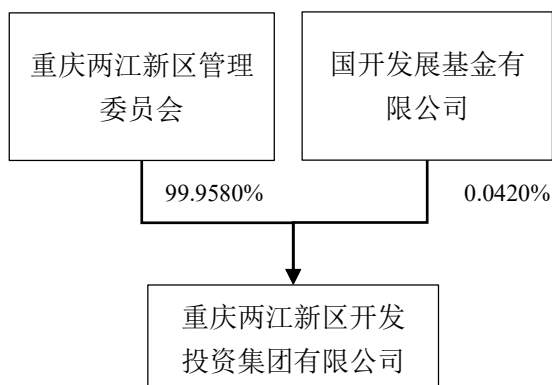 重庆两江新区管理
委员会
国开发展基金有
限公司
99.9580%
0.0420%
重庆两江新区开发
投资集团有限公司